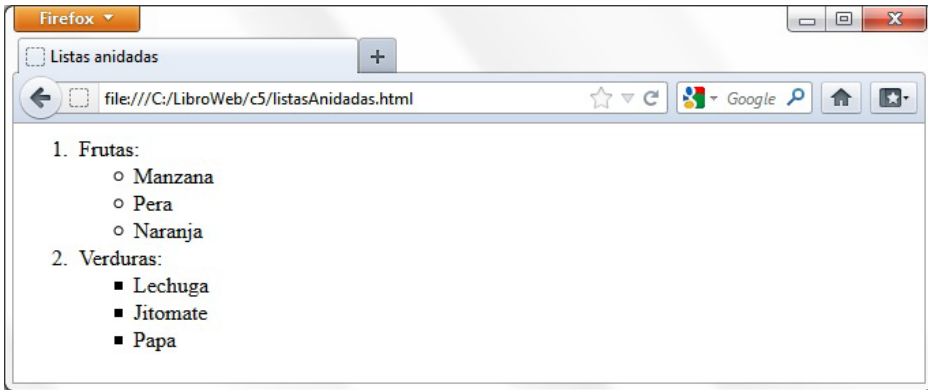 Firefox
Listas anidadas
file:///C:/LibroWeb/c5/listasAnidadas.html
Google
1. Frutas:
Manzana
Pera
Naranja
2. Verduras:
Lechuga
Jitomate
Papa